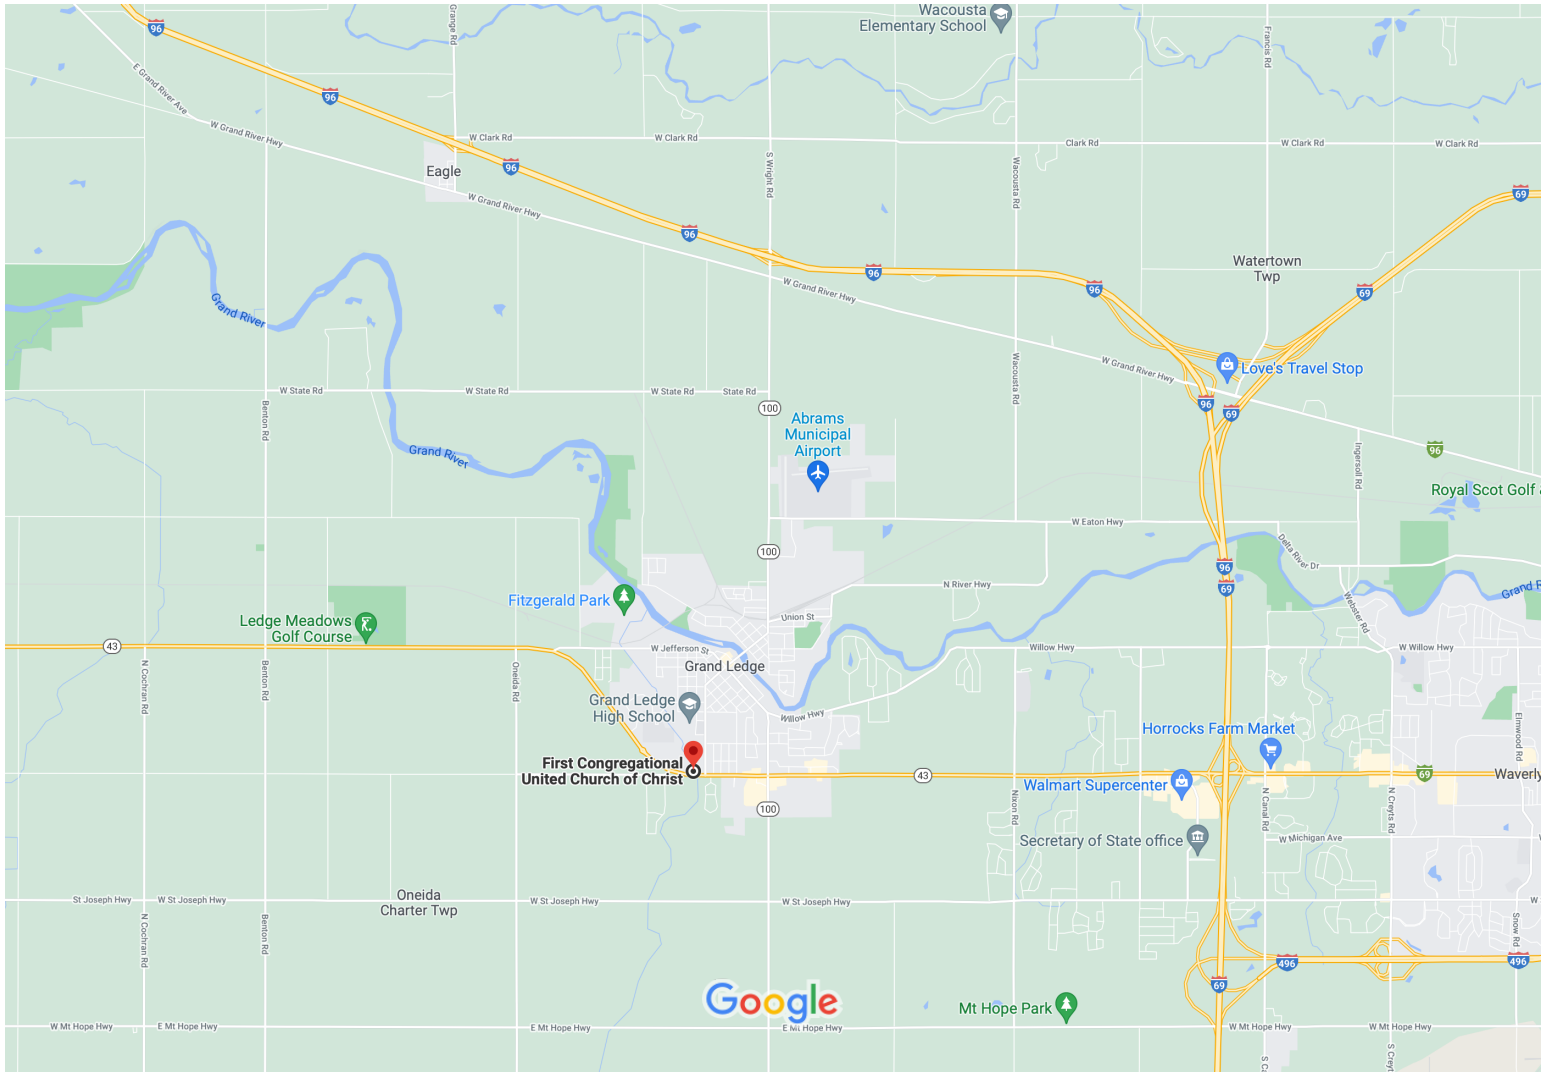 Wacousta
Elementary School
96
Grange Rd
Francis Rd
E Grand River Ave
96
W Grand River Hwy
W Clark Rd
W Clark Rd
Clark Rd
W Clark Rd
W Clark Rd
Eagle
96
S Wright Rd
Wacousta Rd
69
W Grand River Hwy
96
Watertown
Twp
96
96
69
W Grand River Hwy
Grand River
W Grand River Hwy
Wacousta Rd
Love's Travel Stop
W State Rd
W State Rd
W State Rd
State Rd
100
96
69
Benton Rd
Abrams
Municipal
Airport
Grand River
Ingersoll Rd
96
Royal Scot Golf
W Eaton Hwy
100
Delta River Dr
96
69
N River Hwy
Grand R
Fitzgerald Park
Webster Rd
Ledge Meadows
Golf Course
Union St
43
W Jefferson St
Willow Hwy
W Willow Hwy
Grand Ledge
N Cochran Rd
Benton Rd
Oneida Rd
Grand Ledge
High School
Willow Hwy
Horrocks Farm Market
Elmwood Rd
First Congregational
United Church of Christ
43
69
Waverly
Walmart Supercenter
100
Nixon Rd
N Canal Rd
N Creyts Rd
Secretary of State office
W Michigan Ave
W
Oneida
Charter Twp
St Joseph Hwy
W St Joseph Hwy
W St Joseph Hwy
W St Joseph Hwy
W
N Cochran Rd
Benton Rd
Snow Rd
496
496
69
Google
Mt Hope Park
W Mt Hope Hwy
E Mt Hope Hwy
E Mt Hope Hwy
E Mt Hope Hwy
W Mt Hope Hwy
W Mt Hope Hwy
S Ca
S Creyt